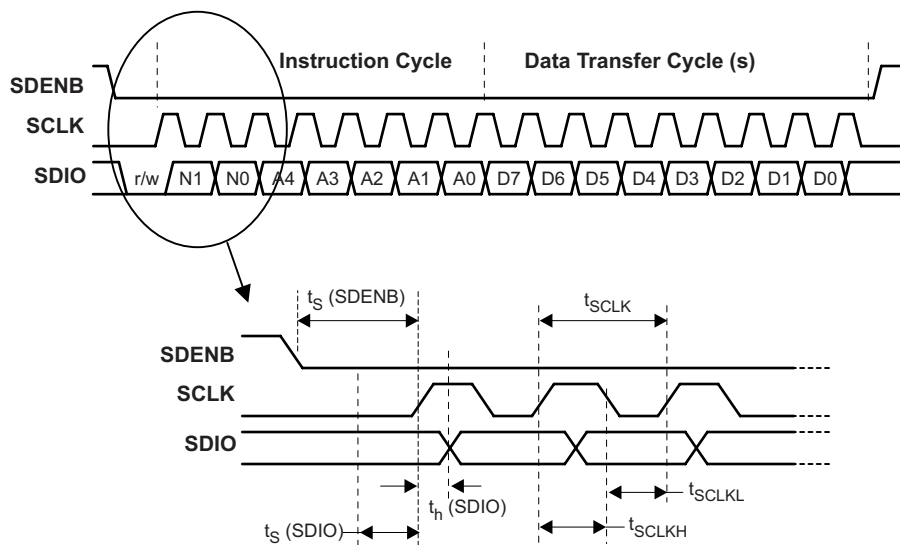 Instruction Cycle Data Transfer Cycle (s)
SDENB
SCLK
SDIO r/w N1 N0 A4 A3 A2 A1 A0 D7 D6 D5 D4 D3 D2 D1 D0
tS (SDENB) tSCLK
SDENB
SCLK
SDIO
th (SDIO) tSCLKL
tS (SDIO) tSCLKH